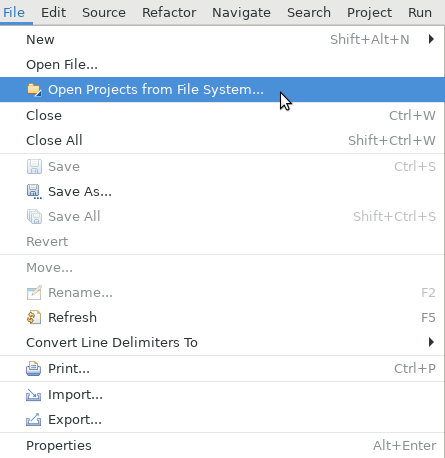 File Edit Source Refactor Navigate Search Project Run
New Shift+Alt+N
Open File...
Open Projects from File System...
Close Ctrl+W
Close All Shift+Ctrl+W
Save Ctrl+S
Save As...
Save All Shift+Ctrl+S
Revert
Move...
Rename... F2
Refresh F5
Convert Line Delimiters To
Print... Ctrl+P
Import...
Export...
Properties Alt+Enter